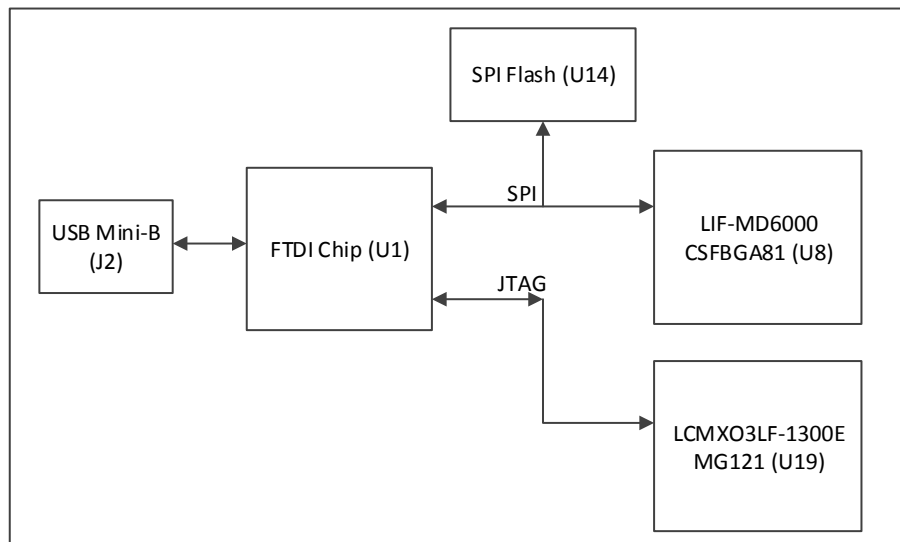 SPI Flash (U14)
USB Mini-B
(J2)
FTDI Chip (U1)
SPI
LIF-MD6000
CSFBGA81 (U8)
JTAG
LCMXO3LF-1300E
MG121 (U19)